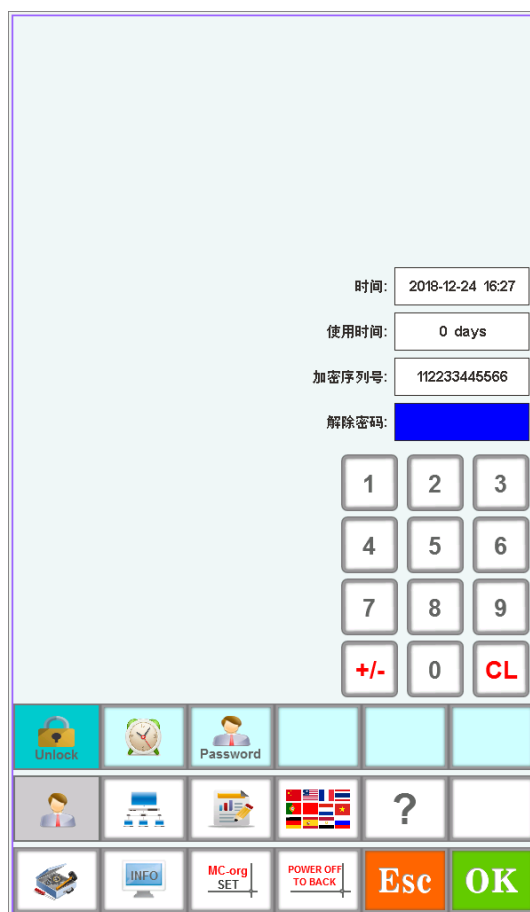 时间: 2018-12-24 16:27
使用时间: 0 days
加密序列号: 112233445566
解除密码:
1 2 3
4 5 6
7 8 9
+/- 0 CL
Unlock Password
?
INFO MC-org SET POWER OFF TO BACK Esc OK